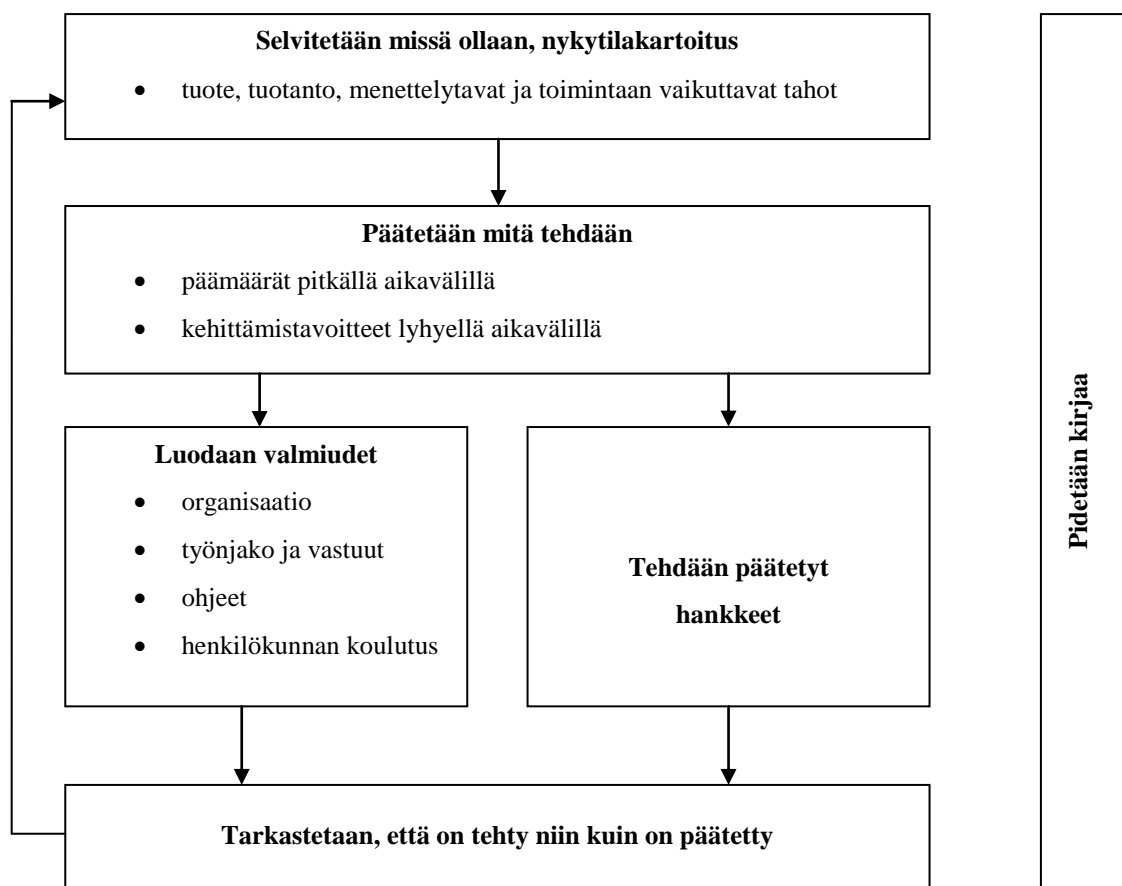 Selvitetään missä ollaan, nykytilakartoitus
• tuote, tuotanto, menettelytavat ja toimintaan vaikuttavat tahot
Päätetään mitä tehdään
• päämäärät pitkällä aikavälillä
• kehittämistavoitteet lyhyellä aikavälillä
Luodaan valmiudet
• organisaatio
• työnjako ja vastuut
• ohjeet
• henkilökunnan koulutus
Tehdään päätetyt
hankkeet
Tarkastetaan, että on tehty niin kuin on päätetty
Pidetään kirjaa